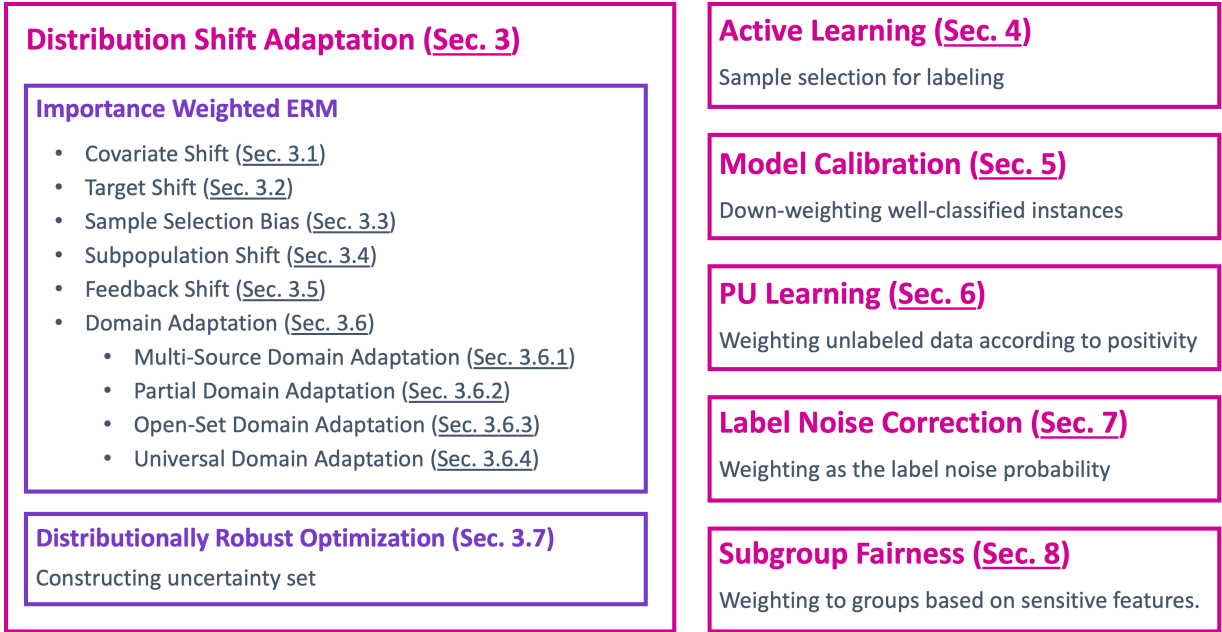 Distribution Shift Adaptation (Sec. 3)
Importance Weighted ERM
• Covariate Shift (Sec. 3.1)
• Target Shift (Sec. 3.2)
• Sample Selection Bias (Sec. 3.3)
• Subpopulation Shift (Sec. 3.4)
• Feedback Shift (Sec. 3.5)
• Domain Adaptation (Sec. 3.6)
• Multi-Source Domain Adaptation (Sec. 3.6.1)
• Partial Domain Adaptation (Sec. 3.6.2)
• Open-Set Domain Adaptation (Sec. 3.6.3)
• Universal Domain Adaptation (Sec. 3.6.4)
Distributionally Robust Optimization (Sec. 3.7)
Constructing uncertainty set
Active Learning (Sec. 4)
Sample selection for labeling
Model Calibration (Sec. 5)
Down-weighting well-classified instances
PU Learning (Sec. 6)
Weighting unlabeled data according to positivity
Label Noise Correction (Sec. 7)
Weighting as the label noise probability
Subgroup Fairness (Sec. 8)
Weighting to groups based on sensitive features.